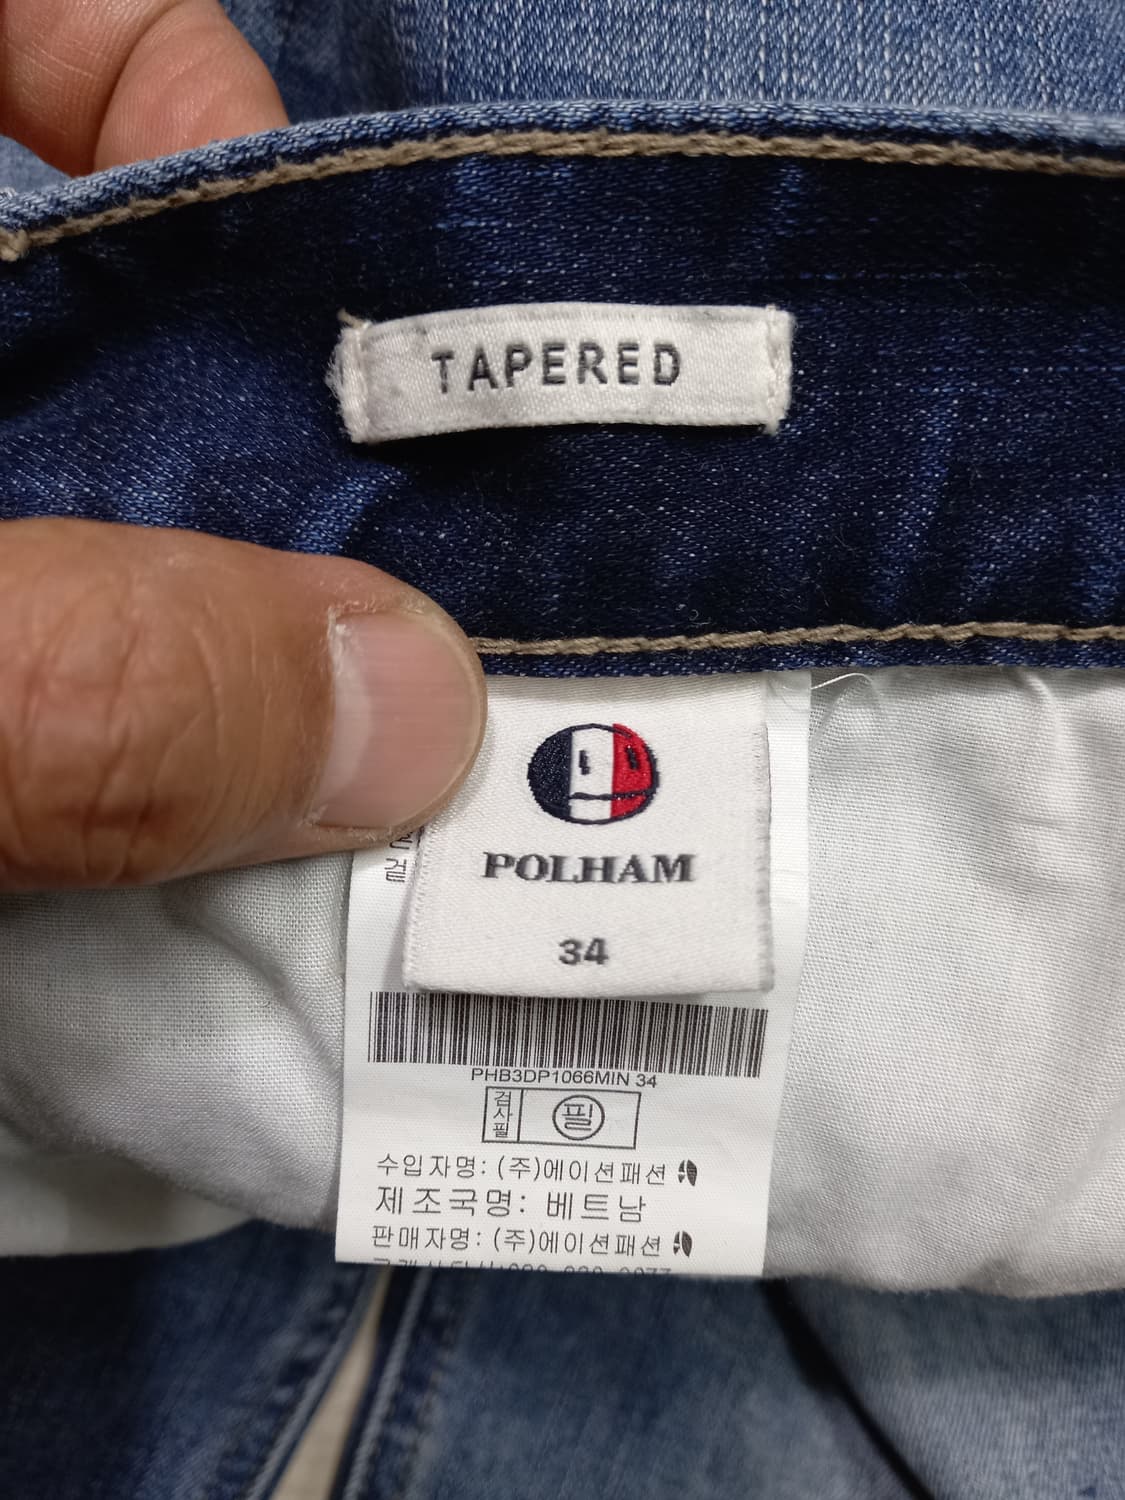 TAPERED
POLHAM
34
PHB3DP1066MIN 34
검사필 필
수입자명: (주)에이션패션
제조국명: 베트남
판매자명: (주)에이션패션